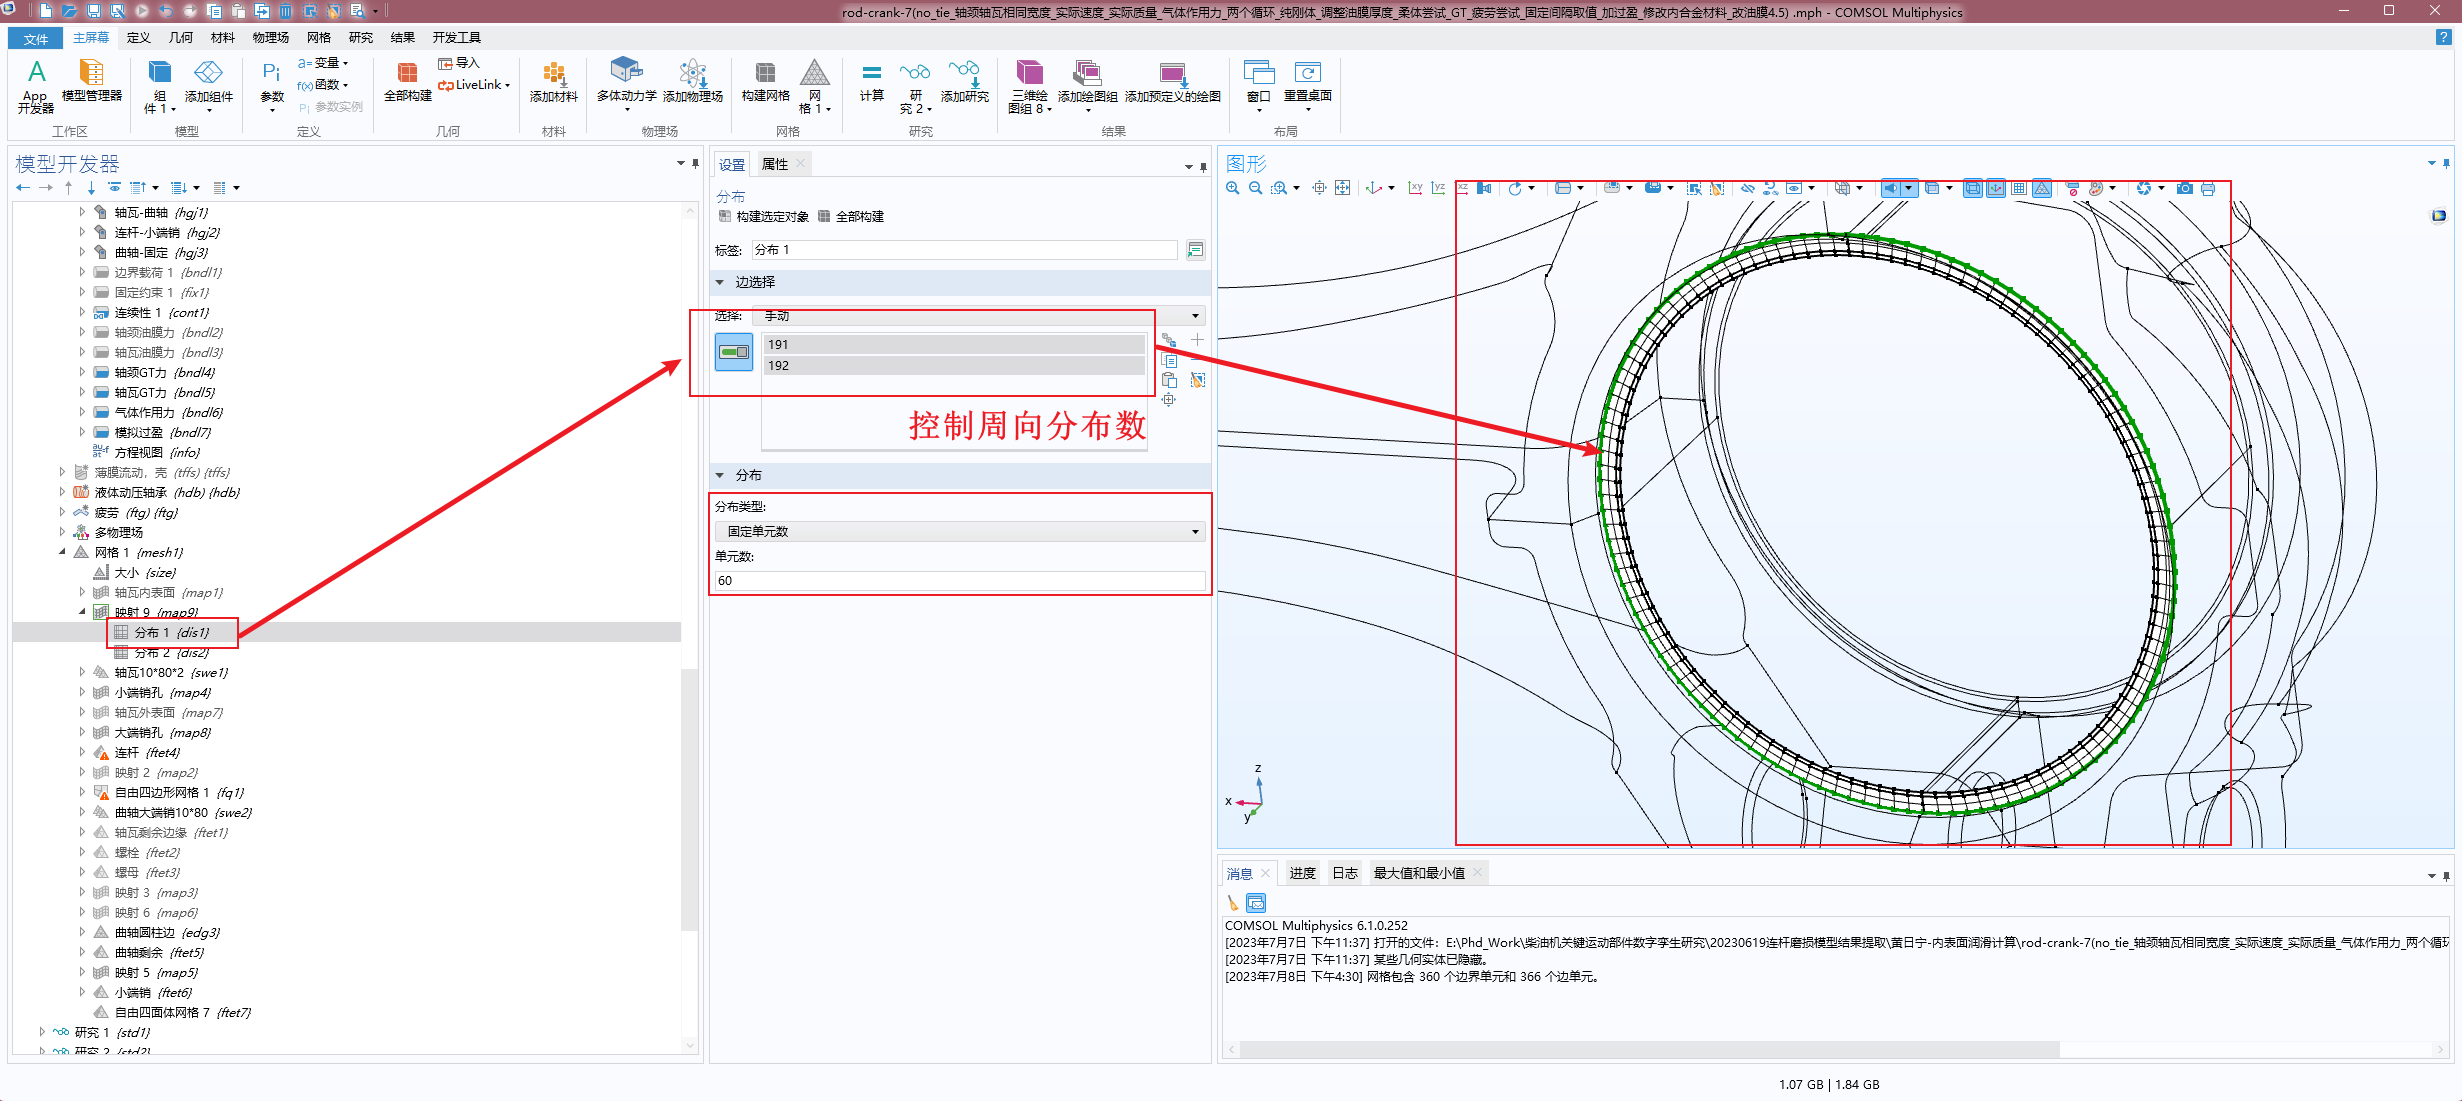 rod-crank-7(no_tie_轴颈轴瓦相同宽度_实际速度_实际质量_气体作用力_两个循环_纯刚体_调整油膜厚度_柔体尝试_GT_疲劳尝试_固定间隔取值_加过盈_修改内合金材料_改油膜4.5) .mph - COMSOL Multiphysics
文件 主屏幕 定义 几何 材料 物理场 网格 研究 结果 开发工具
App 开发器
模型管理器
工作区
组件 1
添加组件
模型
Pi 参数
a= 变量
f(x) 函数
Pi 参数实例
定义
全部构建
导入
LiveLink
几何
添加材料
材料
多体动力学
添加物理场
物理场
构建网格
网格 1
网格
计算
研究 2
添加研究
研究
三维绘图组 8
添加绘图组
添加预定义的绘图
结果
窗口
重置桌面
布局
模型开发器
轴瓦-曲轴 {hgj1}
连杆-小端销 {hgj2}
曲轴-固定 {hgj3}
边界载荷 1 {bndl1}
固定约束 1 {fix1}
连续性 1 {cont1}
轴颈油膜力 {bndl2}
轴瓦油膜力 {bndl3}
轴颈GT力 {bndl4}
轴瓦GT力 {bndl5}
气体作用力 {bndl6}
模拟过盈 {bndl7}
方程视图 {info}
薄膜流动，壳 (tffs) {tffs}
液体动压轴承 (hdb) {hdb}
疲劳 (ftg) {ftg}
多物理场
网格 1 {mesh1}
大小 {size}
轴瓦内表面 {map1}
映射 9 {map9}
分布 1 {dis1}
分布 2 {dis2}
轴瓦10*80*2 {swe1}
小端销孔 {map4}
轴瓦外表面 {map7}
大端销孔 {map8}
连杆 {ftet4}
映射 2 {map2}
自由四边形网格 1 {fq1}
曲轴大端销10*80 {swe2}
轴瓦剩余边缘 {ftet1}
螺栓 {ftet2}
螺母 {ftet3}
映射 3 {map3}
映射 6 {map6}
曲轴圆柱边 {edg3}
曲轴剩余 {ftet5}
映射 5 {map5}
小端销 {ftet6}
自由四面体网格 7 {ftet7}
研究 1 {std1}
研究 2 {std2}
设置 属性
分布
构建选定对象 全部构建
标签: 分布 1
边选择
选择: 手动
191
192
控制周向分布数
分布
分布类型:
固定单元数
单元数:
60
图形
xy yz xz
z
x
y
消息 进度 日志 最大值和最小值
COMSOL Multiphysics 6.1.0.252
[2023年7月7日 下午11:37] 打开的文件：E:\Phd_Work\柴油机关键运动部件数字孪生研究\20230619连杆磨损模型结果提取\黄日宁-内表面润滑计算\rod-crank-7(no_tie_轴颈轴瓦相同宽度_实际速度_实际质量_气体作用力_两个循环
[2023年7月7日 下午11:37] 某些几何实体已隐藏。
[2023年7月8日 下午4:30] 网格包含 360 个边界单元和 366 个边单元。
1.07 GB | 1.84 GB